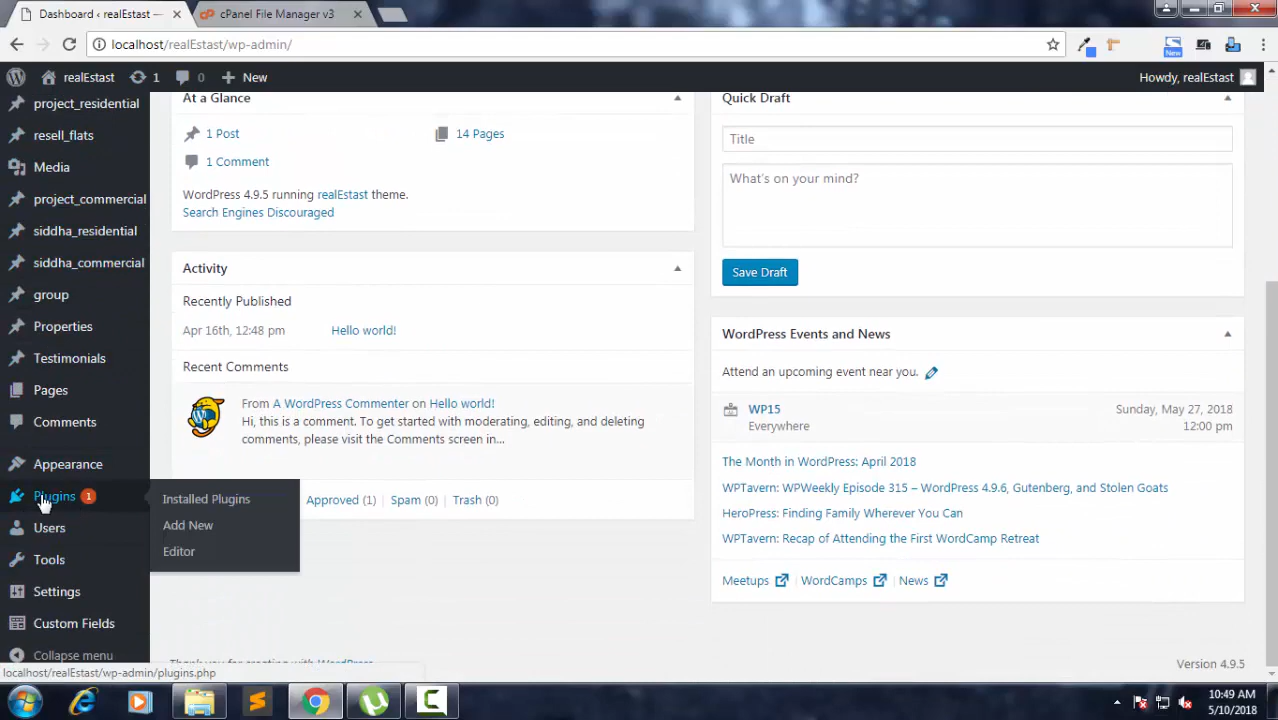 Dashboard ‹ realEstast —
cPanel File Manager v3
localhost/realEstast/wp-admin/
New
realEstast
1
0
New
Howdy, realEstast
project_residential
resell_flats
Media
project_commercial
siddha_residential
siddha_commercial
group
Properties
Testimonials
Pages
Comments
Appearance
Plugins 1
Users
Tools
Settings
Custom Fields
Collapse menu
Installed Plugins
Add New
Editor
At a Glance
1 Post
14 Pages
1 Comment
WordPress 4.9.5 running realEstast theme.
Search Engines Discouraged
Activity
Recently Published
Apr 16th, 12:48 pm
Hello world!
Recent Comments
From A WordPress Commenter on Hello world!
Hi, this is a comment. To get started with moderating, editing, and deleting
comments, please visit the Comments screen in...
Approved (1)
Spam (0)
Trash (0)
Quick Draft
Title
What's on your mind?
Save Draft
WordPress Events and News
Attend an upcoming event near you.
WP15
Everywhere
Sunday, May 27, 2018
12:00 pm
The Month in WordPress: April 2018
WPTavern: WPWeekly Episode 315 – WordPress 4.9.6, Gutenberg, and Stolen Goats
HeroPress: Finding Family Wherever You Can
WPTavern: Recap of Attending the First WordCamp Retreat
Meetups
WordCamps
News
Thank you for creating with WordPress
Version 4.9.5
localhost/realEstast/wp-admin/plugins.php
10:49 AM
5/10/2018